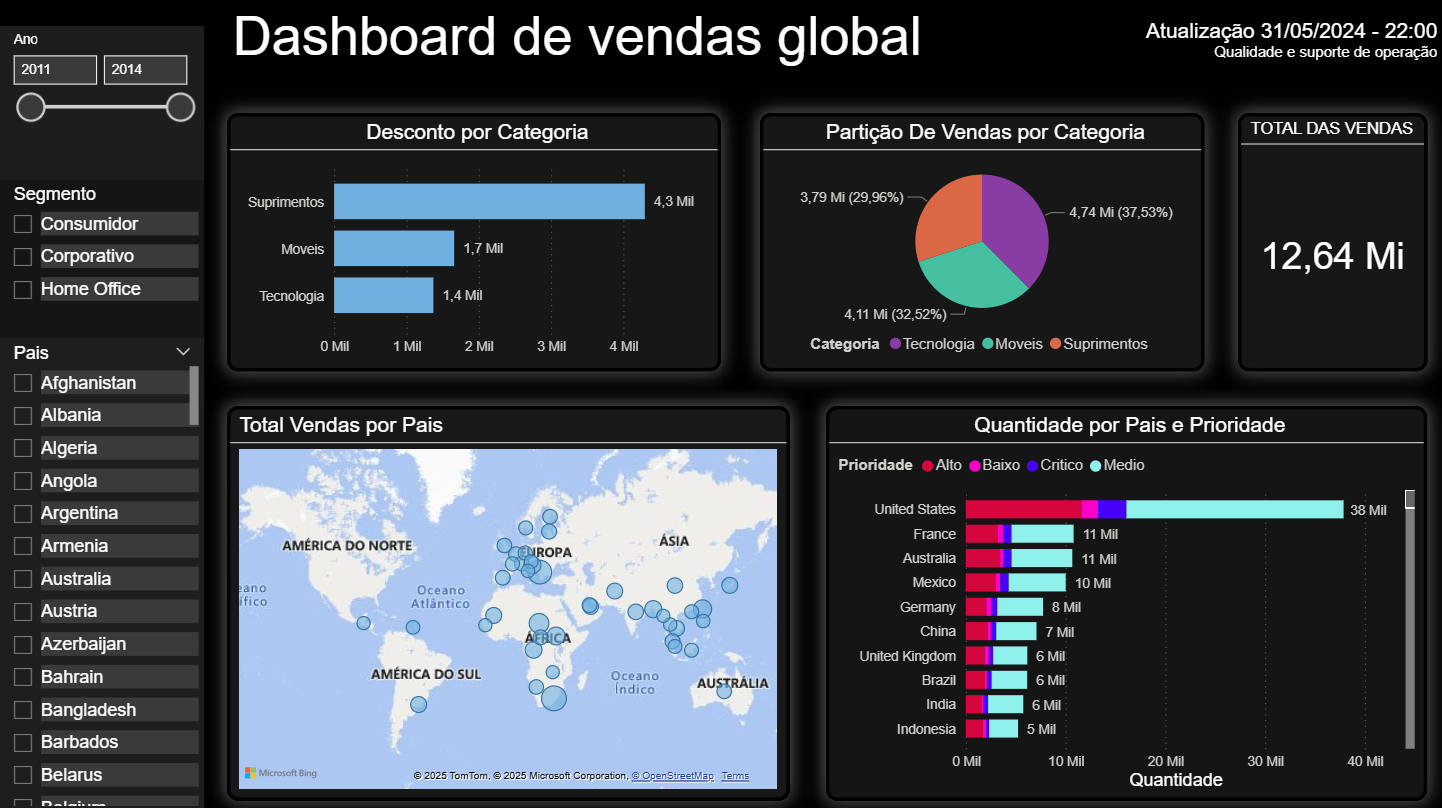 Dashboard de vendas global
Atualização 31/05/2024 - 22:00
Qualidade e suporte de operação
Ano
2011
2014
Segmento
Consumidor
Corporativo
Home Office
Pais
Afghanistan
Albania
Algeria
Angola
Argentina
Armenia
Australia
Austria
Azerbaijan
Bahrain
Bangladesh
Barbados
Belarus
Belgium
Desconto por Categoria
Suprimentos
4,3 Mil
Moveis
1,7 Mil
Tecnologia
1,4 Mil
0 Mil
1 Mil
2 Mil
3 Mil
4 Mil
Partição De Vendas por Categoria
3,79 Mi (29,96%)
4,74 Mi (37,53%)
4,11 Mi (32,52%)
Categoria
Tecnologia
Moveis
Suprimentos
TOTAL DAS VENDAS
12,64 Mi
Total Vendas por Pais
AMÉRICA DO NORTE
EUROPA
ÁSIA
eano
ífico
Oceano
Atlântico
ÁFRICA
AMÉRICA DO SUL
Oceano
Índico
AUSTRÁLIA
Microsoft Bing
© 2025 TomTom, © 2025 Microsoft Corporation, © OpenStreetMap Terms
Quantidade por Pais e Prioridade
Prioridade
Alto
Baixo
Critico
Medio
United States
38 Mil
France
11 Mil
Australia
11 Mil
Mexico
10 Mil
Germany
8 Mil
China
7 Mil
United Kingdom
6 Mil
Brazil
6 Mil
India
6 Mil
Indonesia
5 Mil
0 Mil
10 Mil
20 Mil
30 Mil
40 Mil
Quantidade